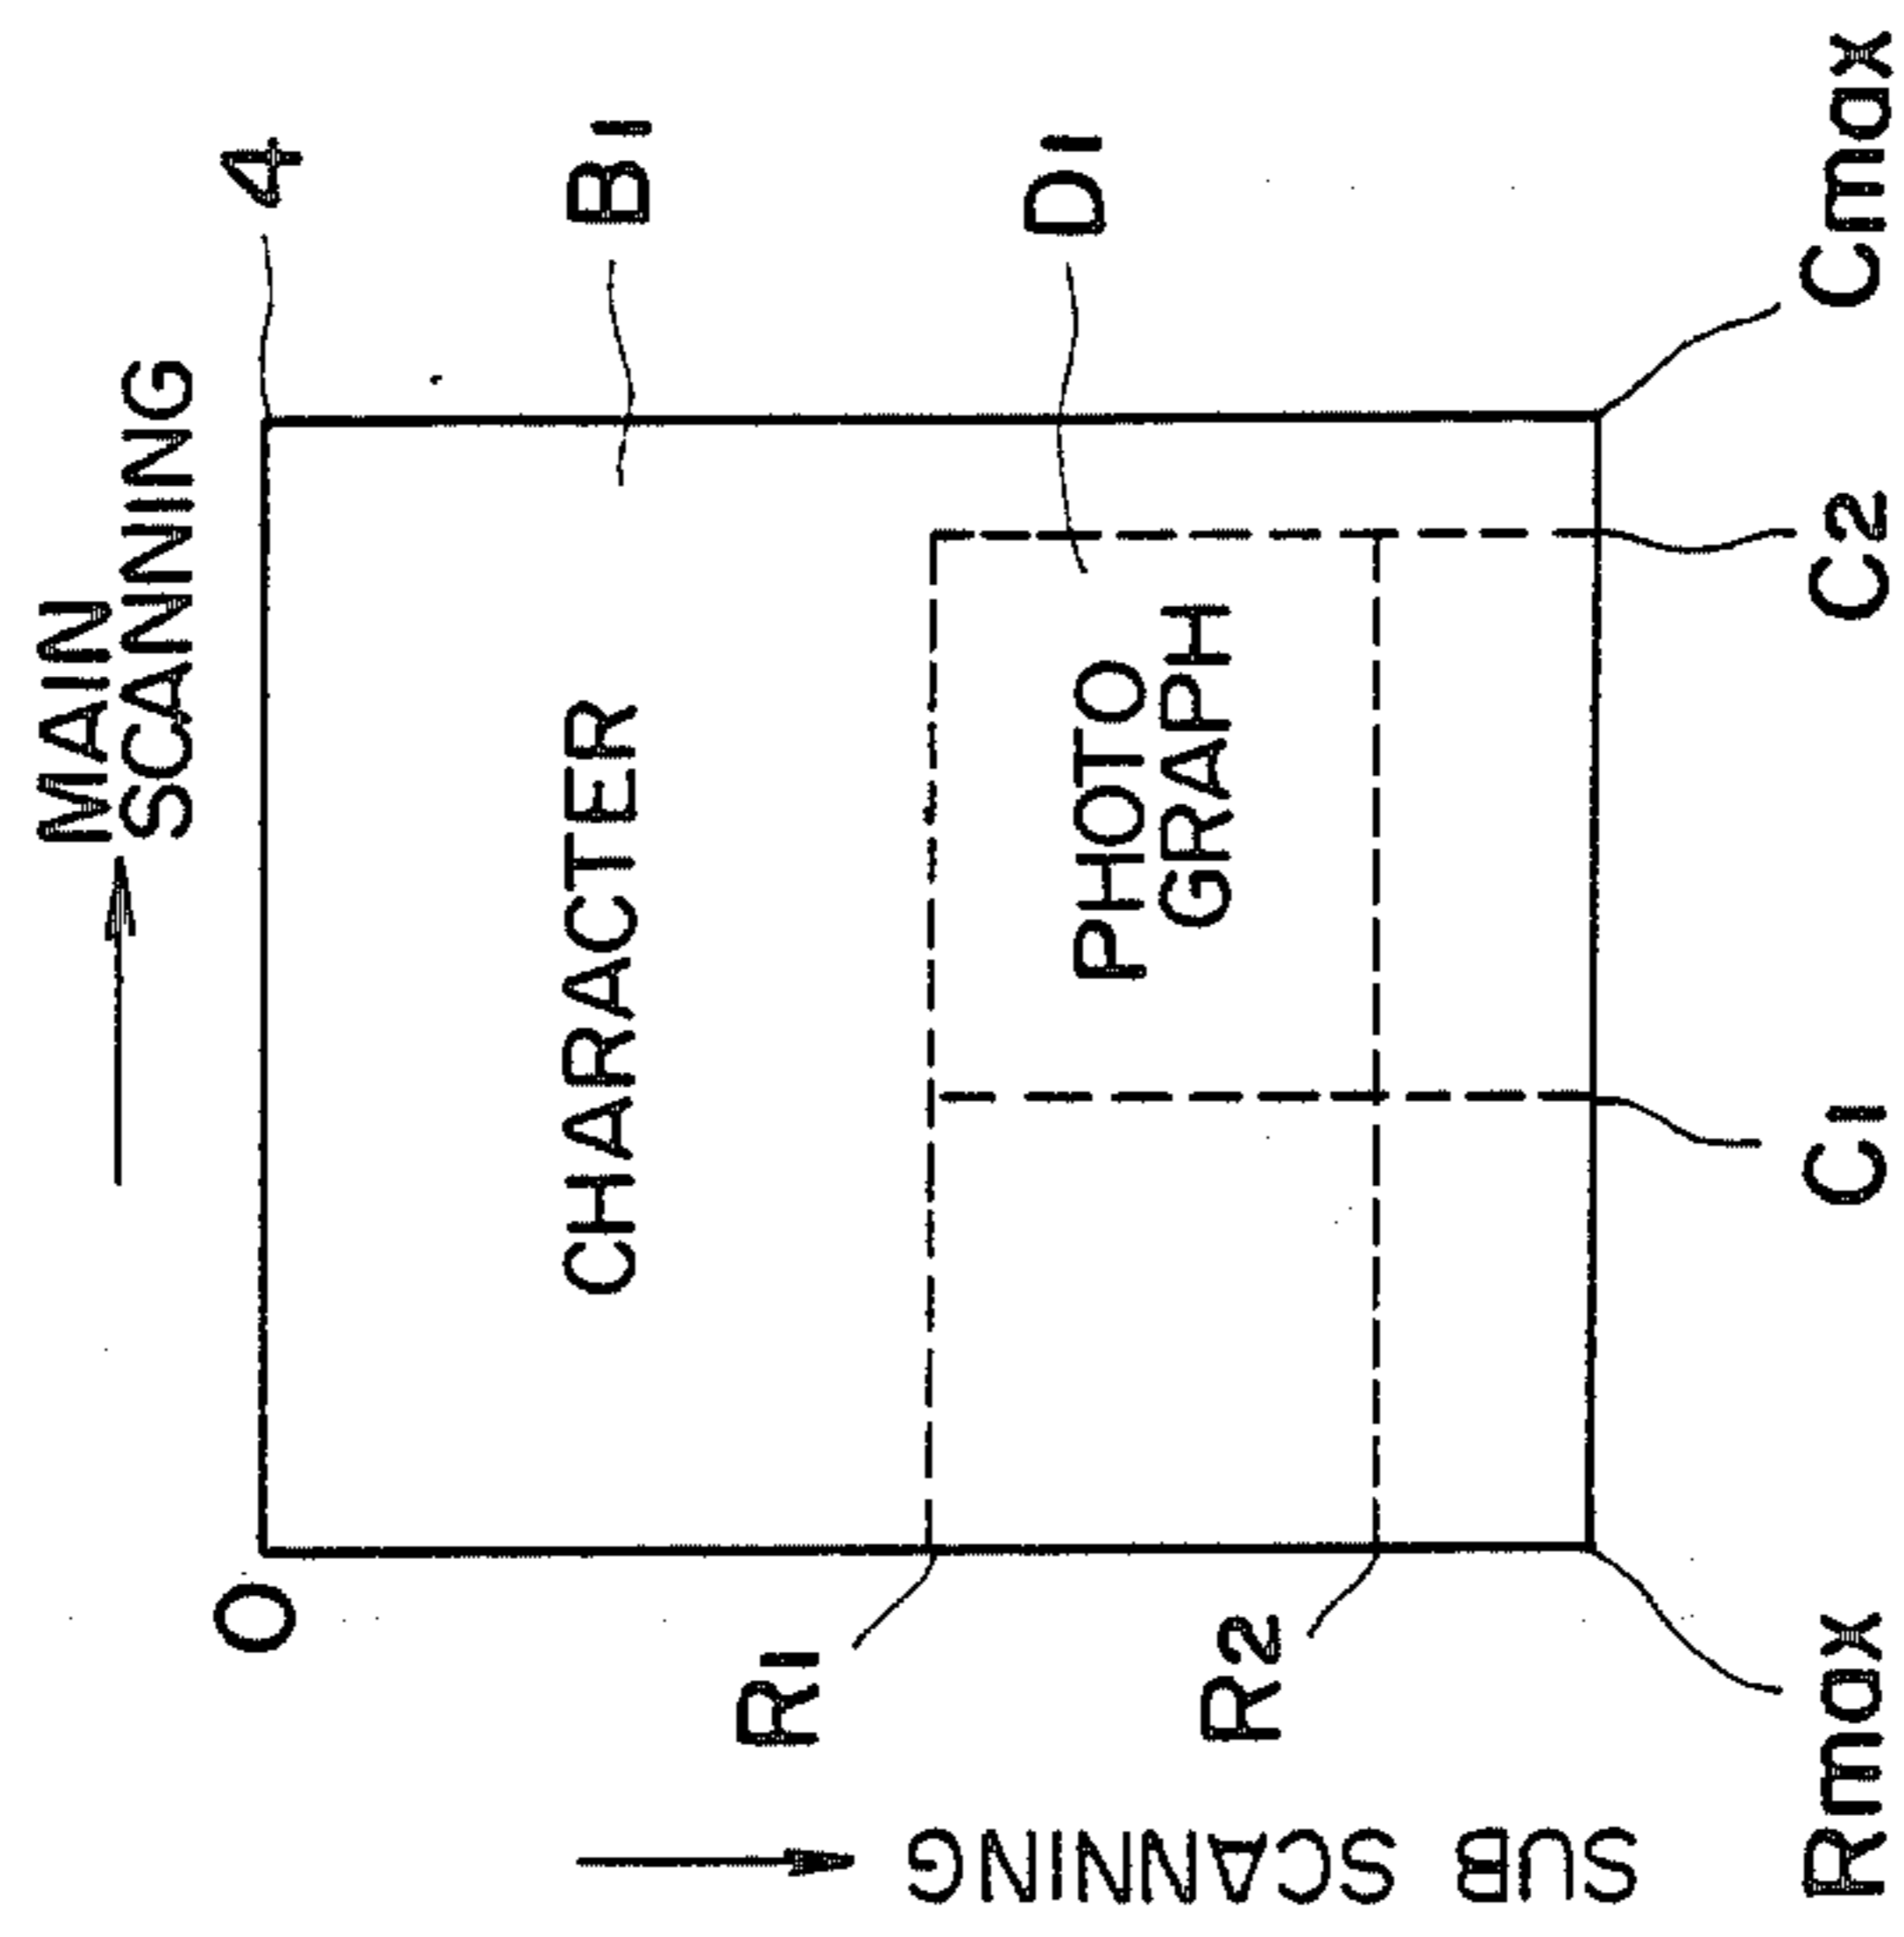 MAIN
SCANNING
O
4
CHARACTER
B1
R1
PHOTO
GRAPH
D1
R2
SUB SCANNING
Rmax
C1
C2
Cmax